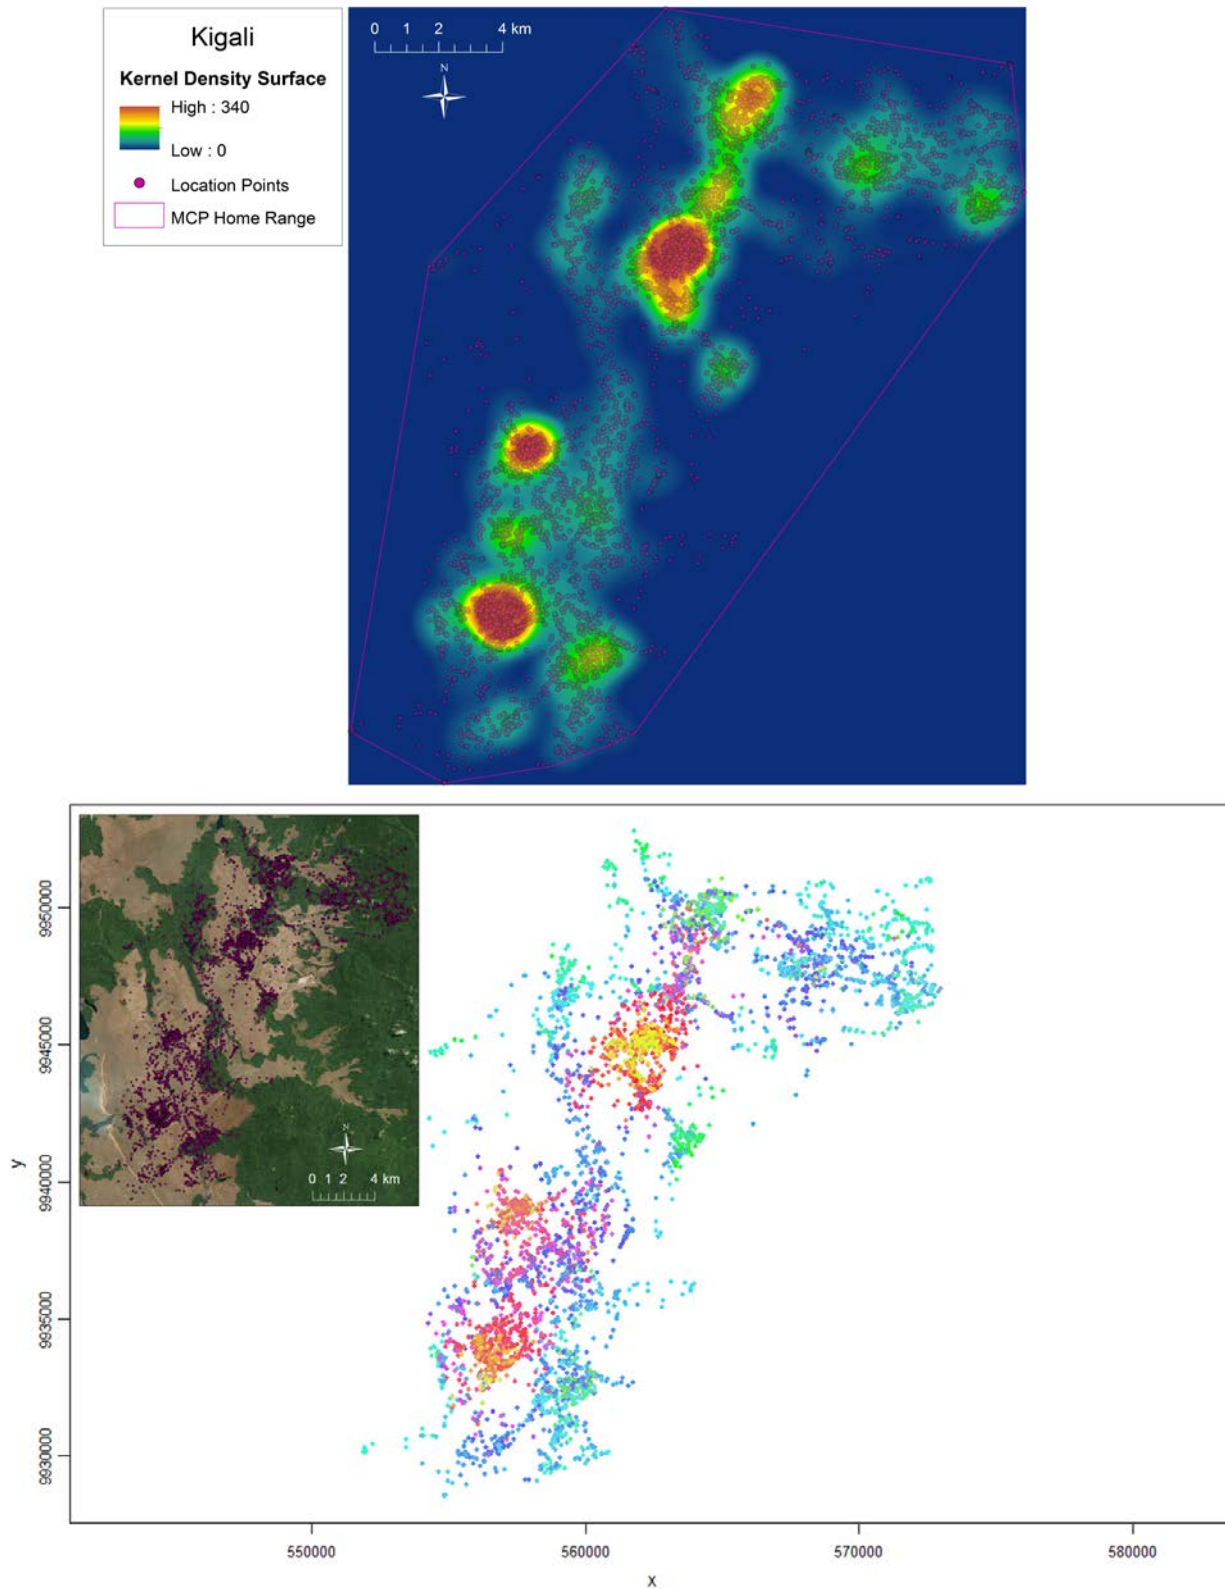 Kigali
Kernel Density Surface
High : 340
Low : 0
Location Points
MCP Home Range
0 1 2 4 km
N
N
0 1 2 4 km
y
9950000
9945000
9940000
9935000
9930000
550000 560000 570000 580000
x